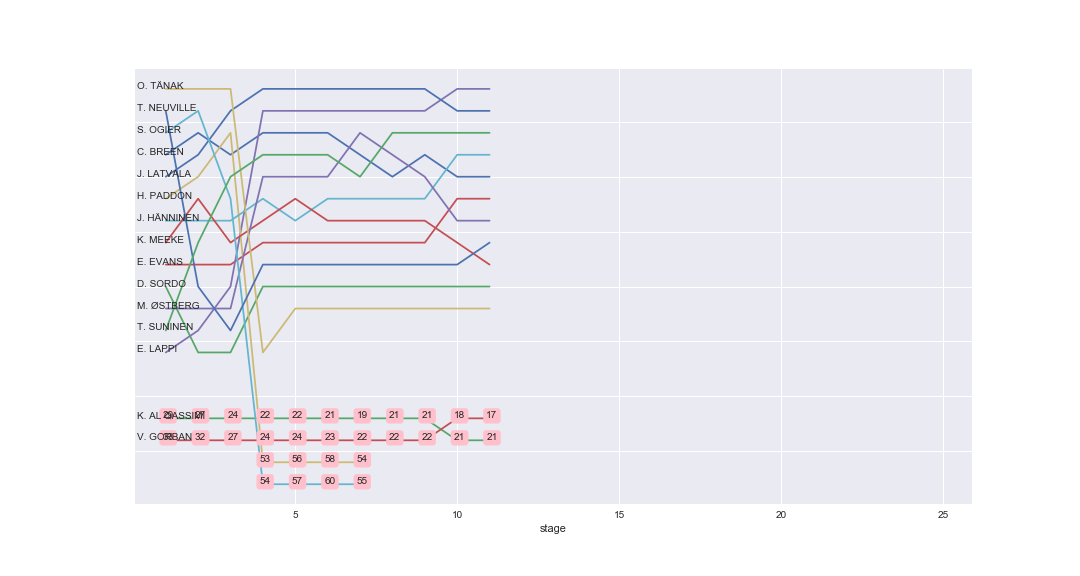 O. TÄNAK
T. NEUVILLE
S. OGIER
C. BREEN
J. LATVALA
H. PADDON
J. HÄNNINEN
K. MEEKE
E. EVANS
D. SORDO
M. ØSTBERG
T. SUNINEN
E. LAPPI
K. AL QASSIMI 24 22 22 21 19 21 21 18 17
V. GORBAN 32 27 24 24 23 22 22 22 21 21
53 56 58 54
54 57 60 55
5 10 15 20 25
stage